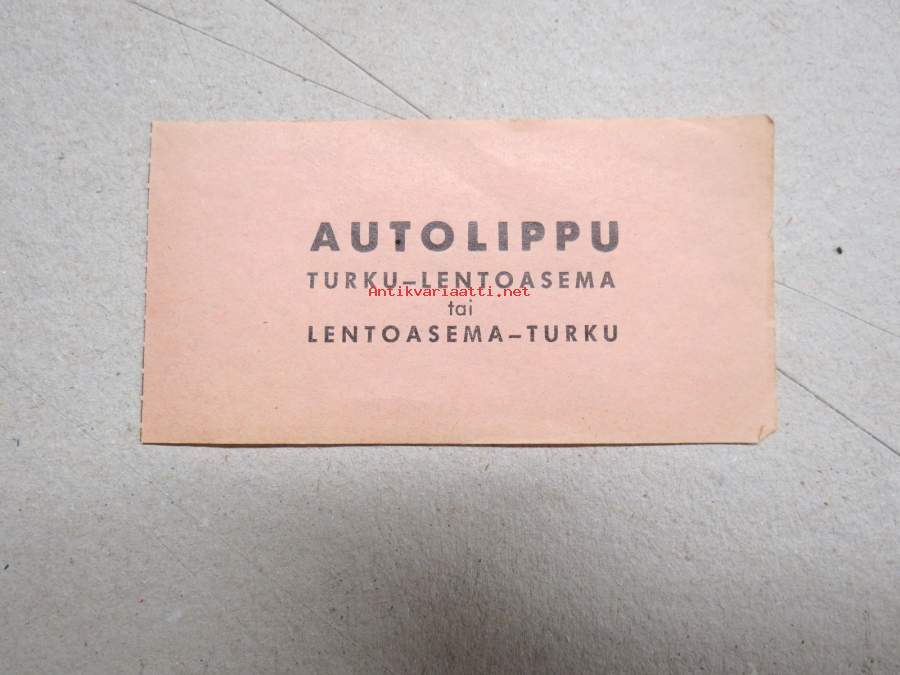 AUTOLIPPU
TURKU–LENTOASEMA
Antikvariaatti.net
tai
LENTOASEMA–TURKU